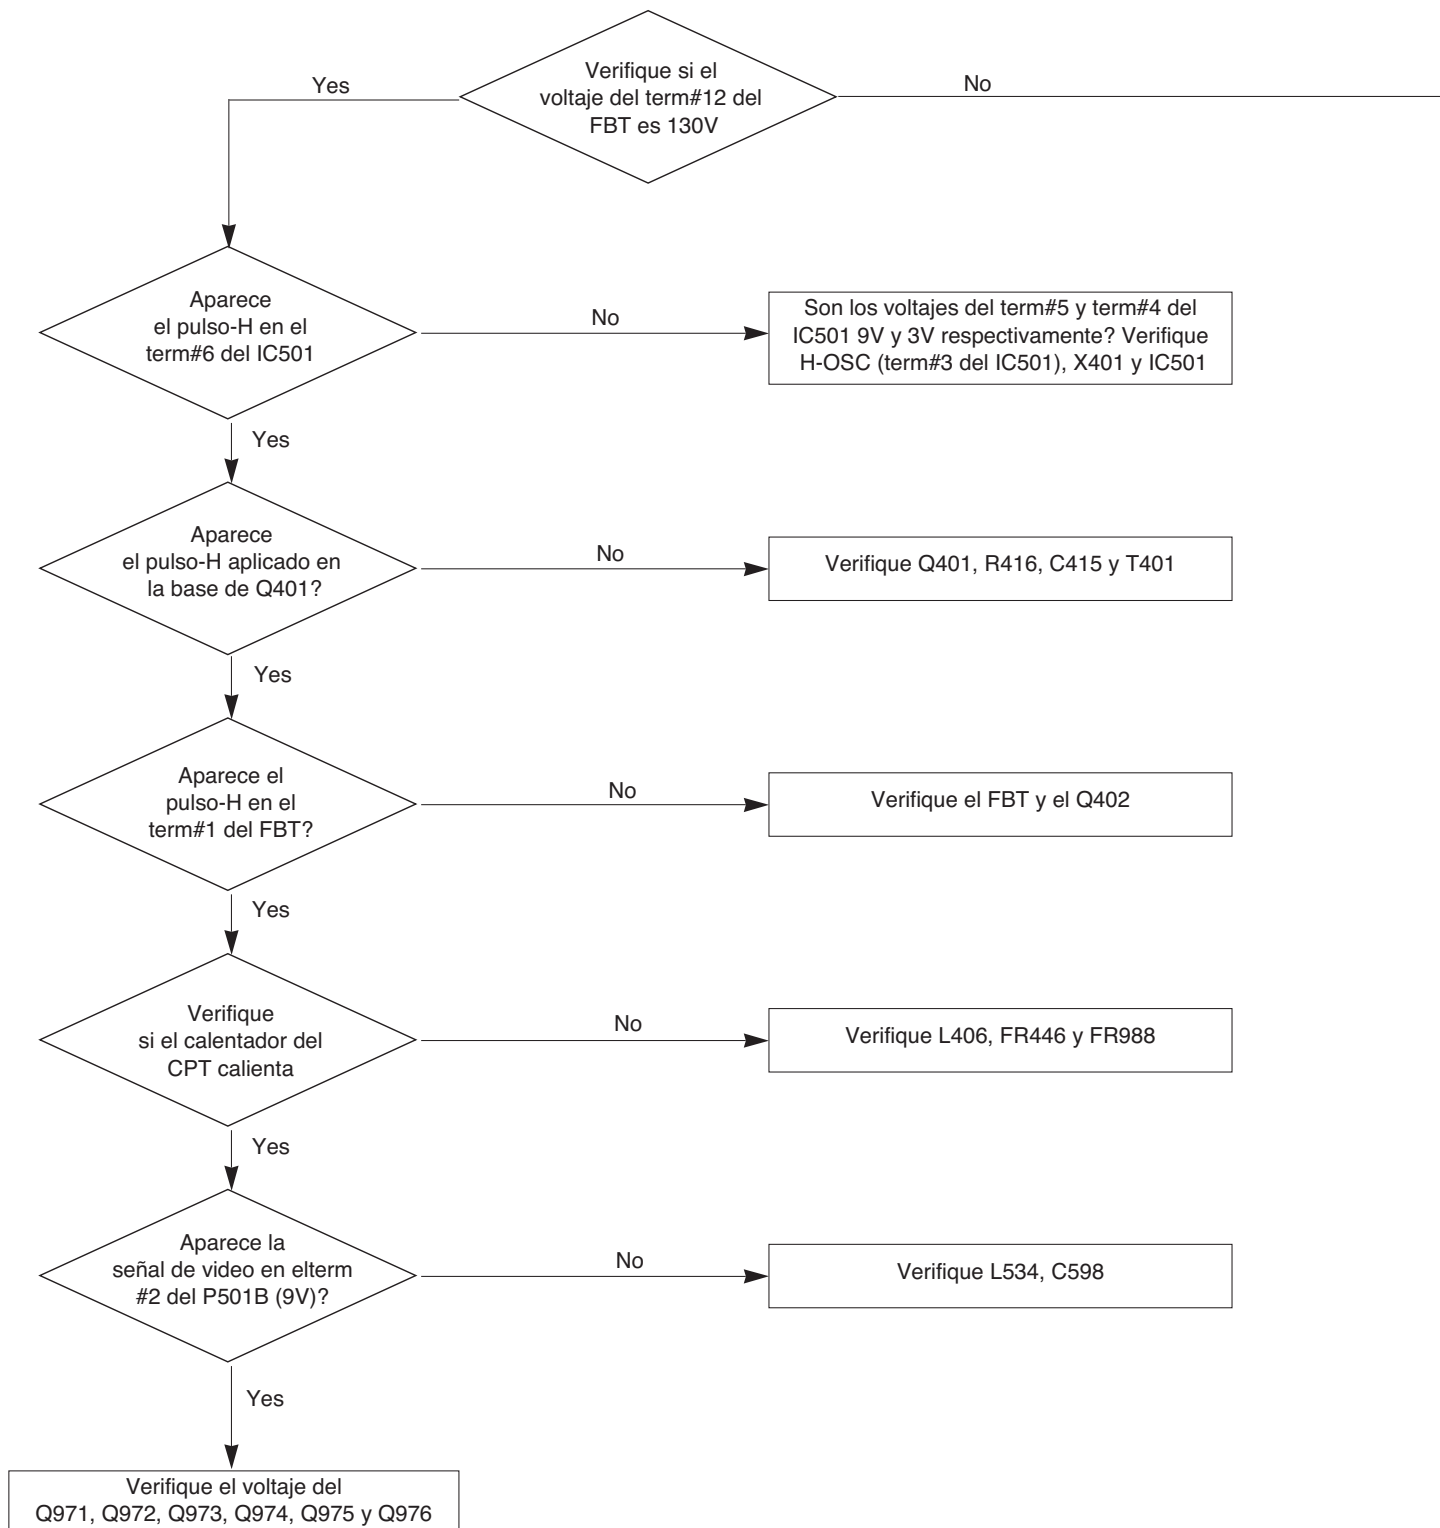 Verifique si el
voltaje del term#12 del
FBT es 130V
Yes
No
Aparece
el pulso-H en el
term#6 del IC501
No
Son los voltajes del term#5 y term#4 del
IC501 9V y 3V respectivamente? Verifique
H-OSC (term#3 del IC501), X401 y IC501
Yes
Aparece
el pulso-H aplicado en
la base de Q401?
No
Verifique Q401, R416, C415 y T401
Yes
Aparece el
pulso-H en el
term#1 del FBT?
No
Verifique el FBT y el Q402
Yes
Verifique
si el calentador del
CPT calienta
No
Verifique L406, FR446 y FR988
Yes
Aparece la
señal de video en elterm
#2 del P501B (9V)?
No
Verifique L534, C598
Yes
Verifique el voltaje del
Q971, Q972, Q973, Q974, Q975 y Q976